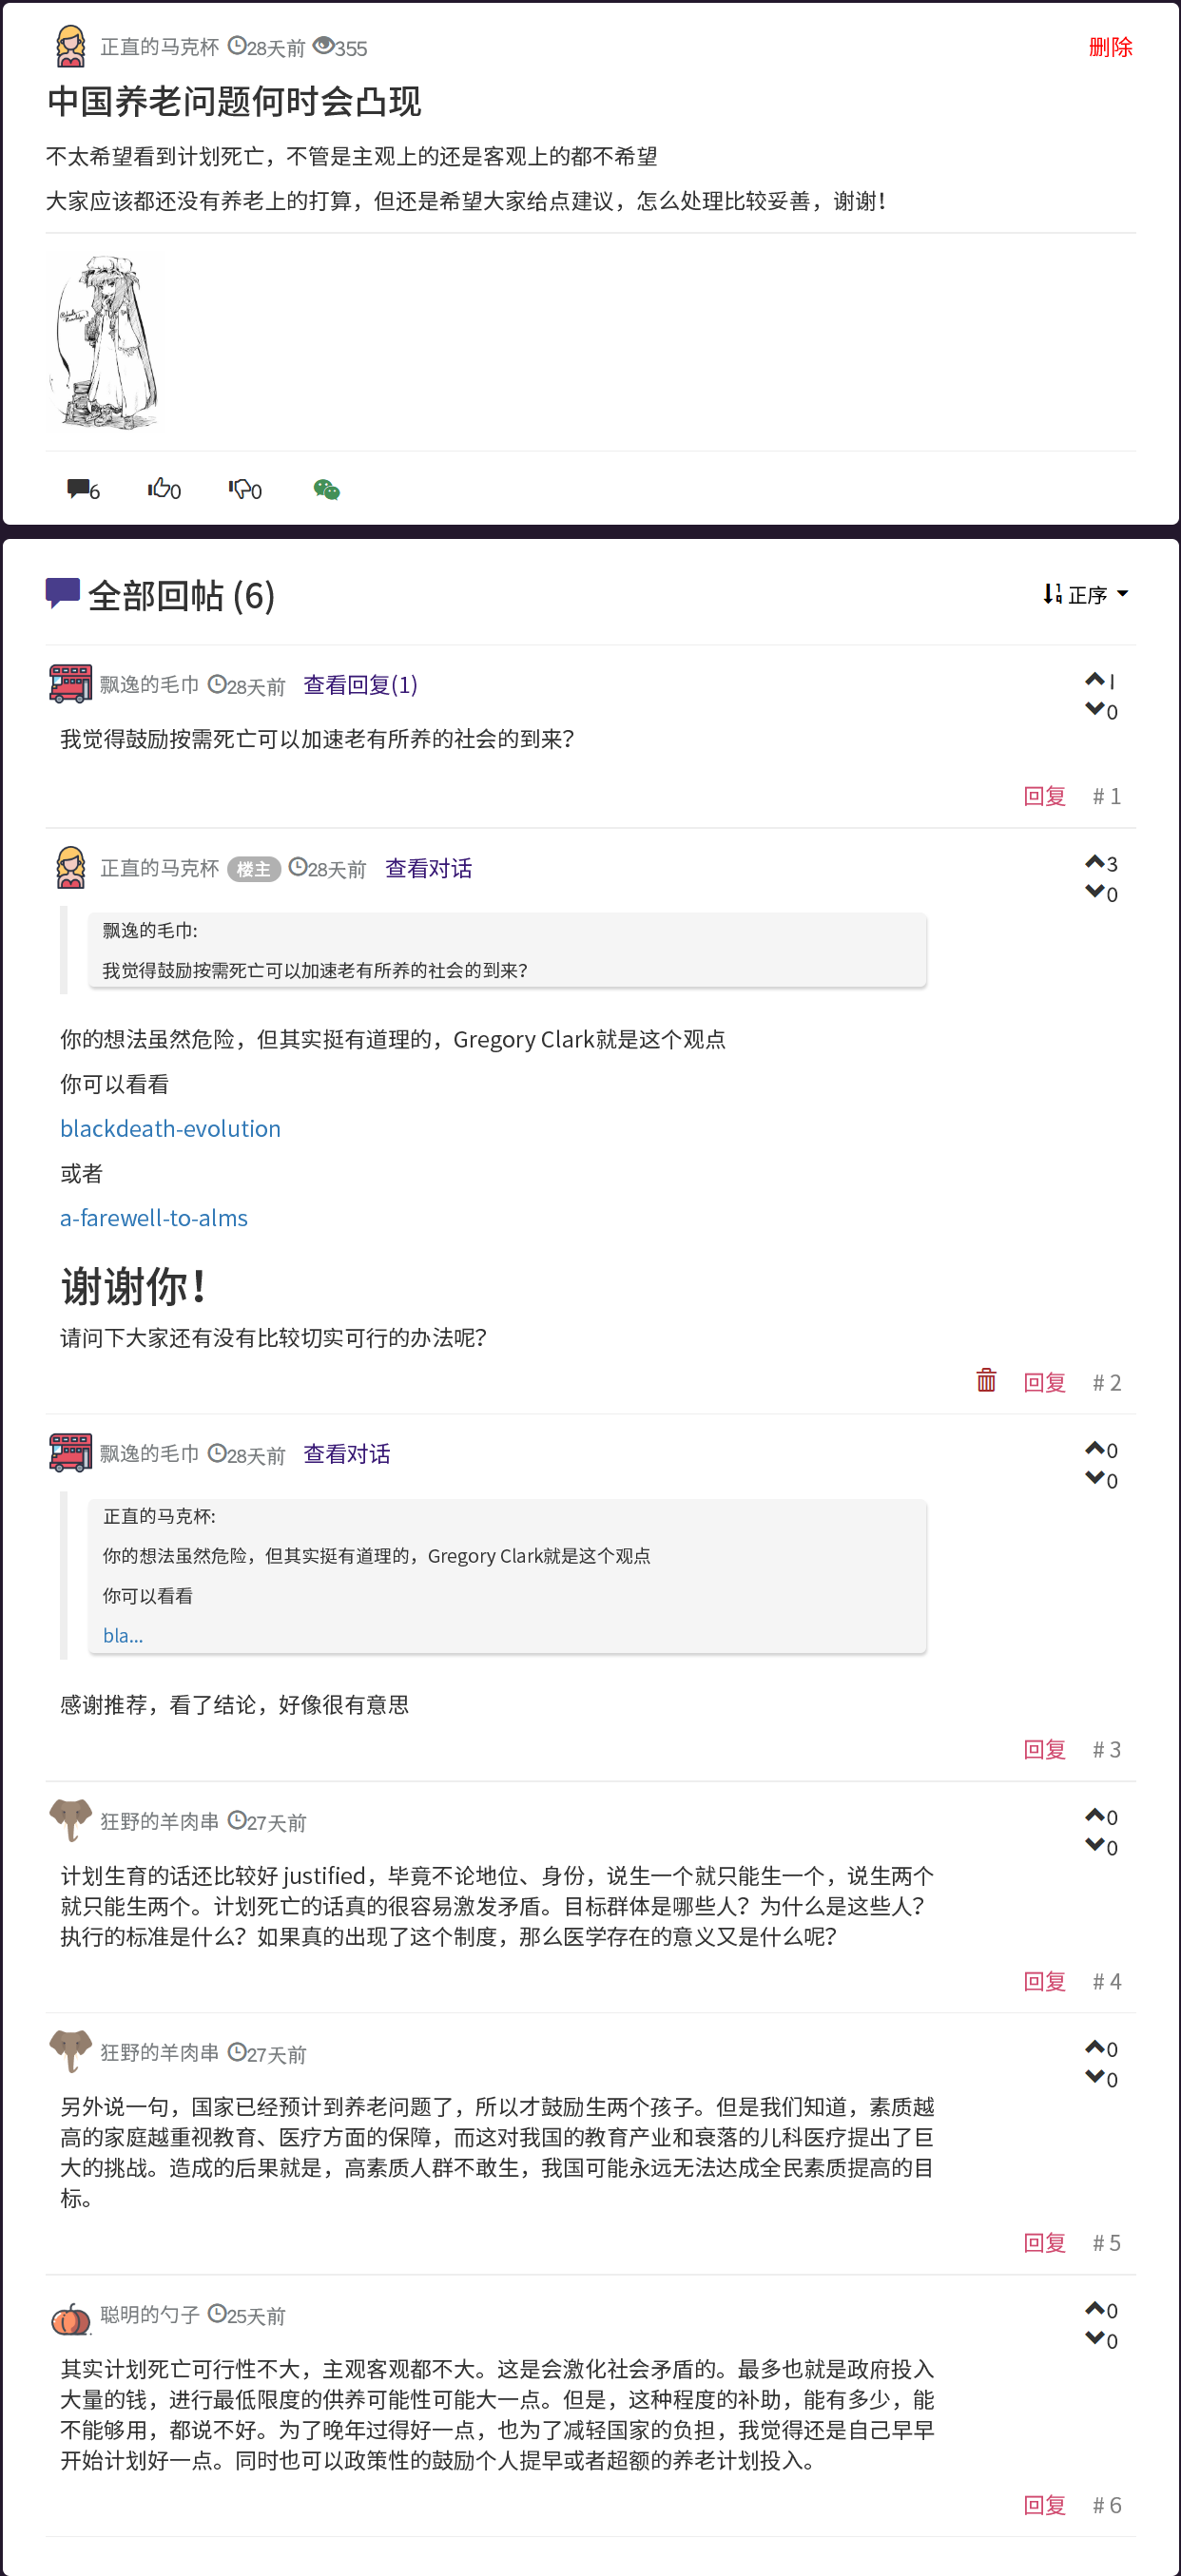 正直的马克杯 28天前 355 删除
中国养老问题何时会凸现
不太希望看到计划死亡，不管是主观上的还是客观上的都不希望
大家应该都还没有养老上的打算，但还是希望大家给点建议，怎么处理比较妥善，谢谢！
6 0 0
全部回帖 (6) 正序
飘逸的毛巾 28天前 查看回复(1) 1
0
我觉得鼓励按需死亡可以加速老有所养的社会的到来？
回复 # 1
正直的马克杯 楼主 28天前 查看对话 3
0
飘逸的毛巾:
我觉得鼓励按需死亡可以加速老有所养的社会的到来？
你的想法虽然危险，但其实挺有道理的，Gregory Clark就是这个观点
你可以看看
blackdeath-evolution
或者
a-farewell-to-alms
谢谢你！
请问下大家还有没有比较切实可行的办法呢？
回复 # 2
飘逸的毛巾 28天前 查看对话 0
0
正直的马克杯:
你的想法虽然危险，但其实挺有道理的，Gregory Clark就是这个观点
你可以看看
bla...
感谢推荐，看了结论，好像很有意思
回复 # 3
狂野的羊肉串 27天前 0
0
计划生育的话还比较好 justified，毕竟不论地位、身份，说生一个就只能生一个，说生两个
就只能生两个。计划死亡的话真的很容易激发矛盾。目标群体是哪些人？为什么是这些人？
执行的标准是什么？如果真的出现了这个制度，那么医学存在的意义又是什么呢？
回复 # 4
狂野的羊肉串 27天前 0
0
另外说一句，国家已经预计到养老问题了，所以才鼓励生两个孩子。但是我们知道，素质越
高的家庭越重视教育、医疗方面的保障，而这对我国的教育产业和衰落的儿科医疗提出了巨
大的挑战。造成的后果就是，高素质人群不敢生，我国可能永远无法达成全民素质提高的目
标。
回复 # 5
聪明的勺子 25天前 0
0
其实计划死亡可行性不大，主观客观都不大。这是会激化社会矛盾的。最多也就是政府投入
大量的钱，进行最低限度的供养可能性可能大一点。但是，这种程度的补助，能有多少，能
不能够用，都说不好。为了晚年过得好一点，也为了减轻国家的负担，我觉得还是自己早早
开始计划好一点。同时也可以政策性的鼓励个人提早或者超额的养老计划投入。
回复 # 6